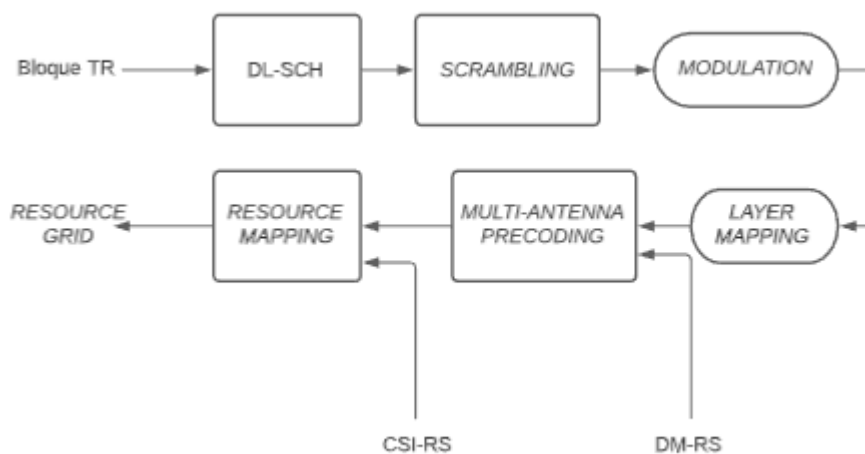 Bloque TR
DL-SCH
SCRAMBLING
MODULATION
RESOURCE
GRID
RESOURCE
MAPPING
MULTI-ANTENNA
PRECODING
LAYER
MAPPING
CSI-RS
DM-RS